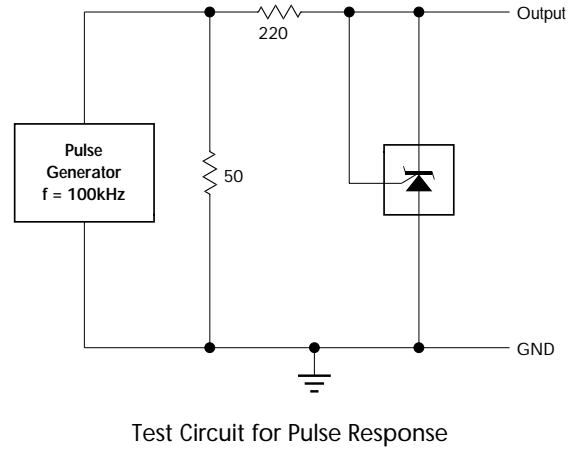 Output
220
Pulse
Generator
f = 100kHz
50
GND
Test Circuit for Pulse Response